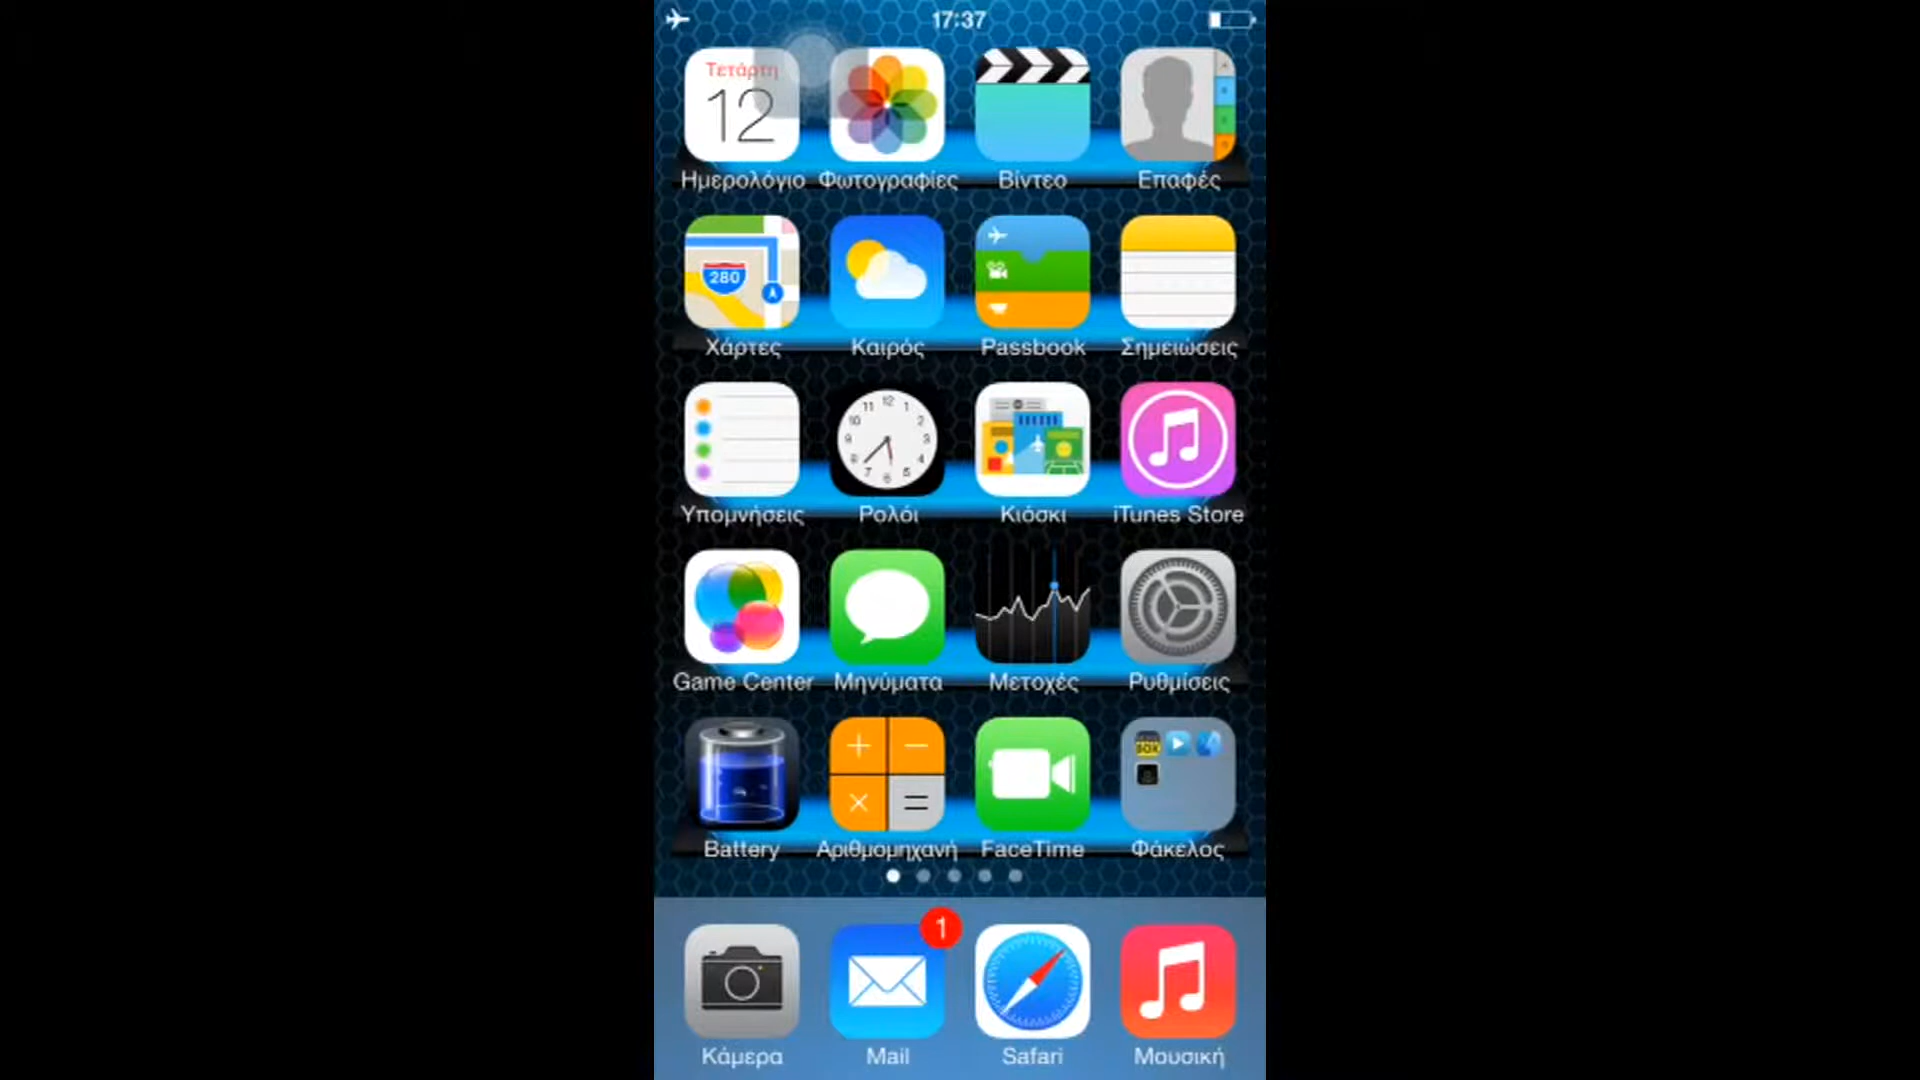 17:37
Τετάρτη
12
Ημερολόγιο Φωτογραφίες Βίντεο Επαφές
280
Χάρτες Καιρός Passbook Σημειώσεις
Υπομνήσεις Ρολόι Κιόσκι iTunes Store
Game Center Μηνύματα Μετοχές Ρυθμίσεις
Battery Αριθμομηχανή FaceTime Φάκελος
1
Κάμερα Mail Safari Μουσική